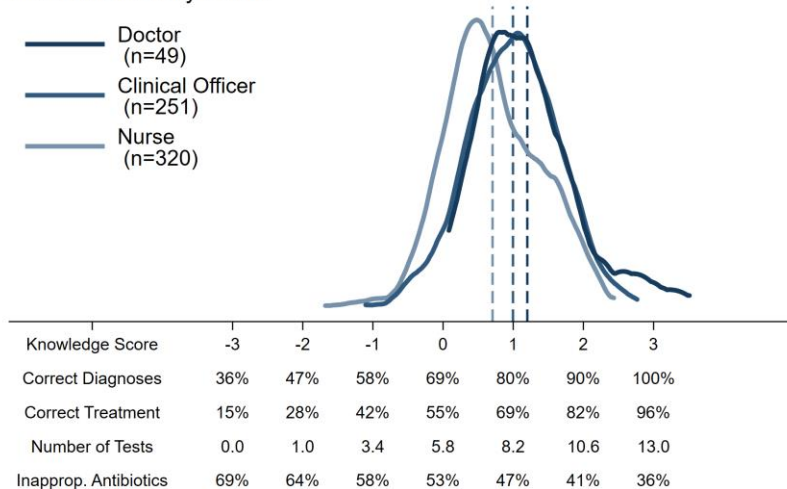 Doctor
(n=49)
Clinical Officer
(n=251)
Nurse
(n=320)
Knowledge Score -3 -2 -1 0 1 2 3
Correct Diagnoses 36% 47% 58% 69% 80% 90% 100%
Correct Treatment 15% 28% 42% 55% 69% 82% 96%
Number of Tests 0.0 1.0 3.4 5.8 8.2 10.6 13.0
Inapprop. Antibiotics 69% 64% 58% 53% 47% 41% 36%